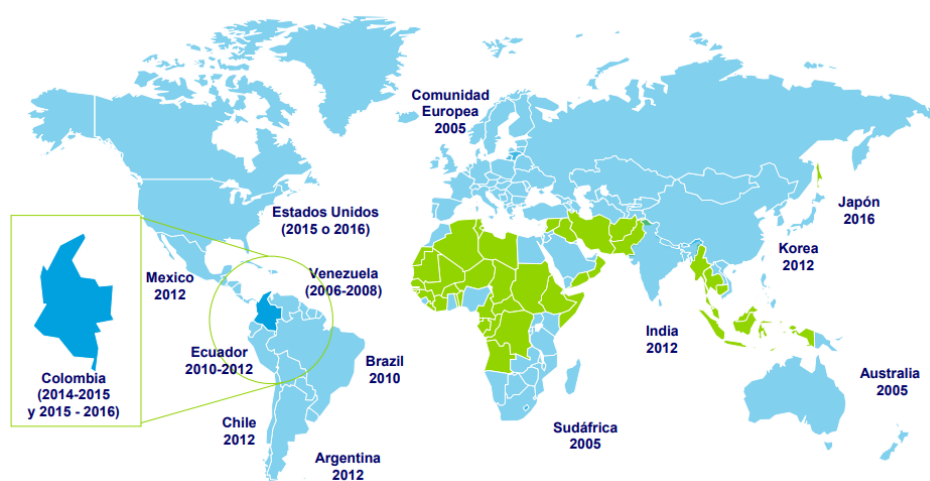 Comunidad
Europea
2005
Estados Unidos
(2015 o 2016)
Japón
2016
Korea
2012
Mexico
2012
Venezuela
(2006-2008)
India
2012
Ecuador
2010-2012
Brazil
2010
Colombia
(2014-2015
y 2015 - 2016)
Australia
2005
Chile
2012
Sudáfrica
2005
Argentina
2012